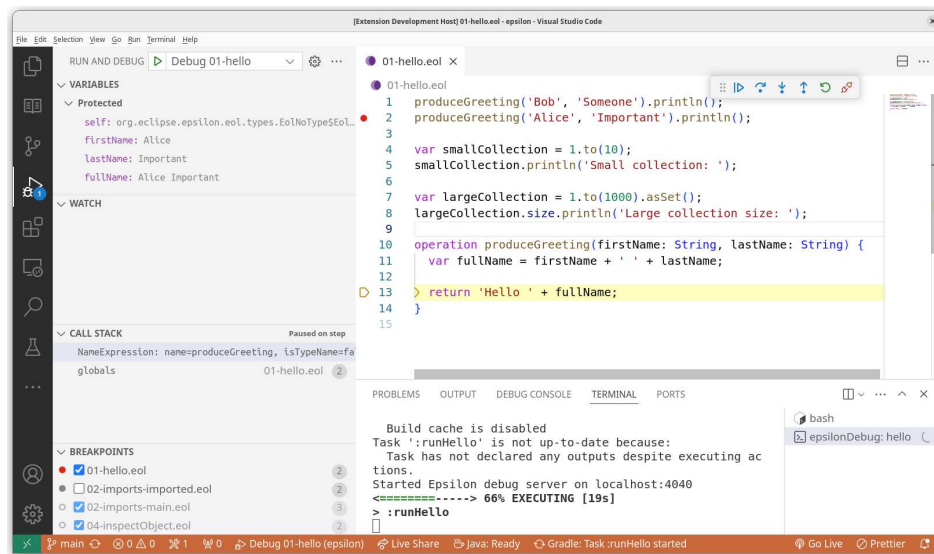 [Extension Development Host] 01-hello.eol - epsilon - Visual Studio Code
File Edit Selection View Go Run Terminal Help
RUN AND DEBUG Debug 01-hello
VARIABLES
Protected
self: org.eclipse.epsilon.eol.types.EolNoType$Eol…
firstName: Alice
lastName: Important
fullName: Alice Important
WATCH
CALL STACK Paused on step
NameExpression: name=produceGreeting, isTypeName=fa
globals 01-hello.eol 2
BREAKPOINTS
01-hello.eol 2
02-imports-imported.eol 2
02-imports-main.eol 3
04-inspectObject.eol 2
1
01-hello.eol
01-hello.eol
1 produceGreeting('Bob', 'Someone').println();
2 produceGreeting('Alice', 'Important').println();
3
4 var smallCollection = 1.to(10);
5 smallCollection.println('Small collection: ');
6
7 var largeCollection = 1.to(1000).asSet();
8 largeCollection.size.println('Large collection size: ');
9
10 operation produceGreeting(firstName: String, lastName: String) {
11 var fullName = firstName + ' ' + lastName;
12
13 return 'Hello ' + fullName;
14 }
15
PROBLEMS OUTPUT DEBUG CONSOLE TERMINAL PORTS
Build cache is disabled
Task ':runHello' is not up-to-date because:
Task has not declared any outputs despite executing ac
tions.
Started Epsilon debug server on localhost:4040
<========-----> 66% EXECUTING [19s]
> :runHello
bash
epsilonDebug: hello
main 0 0 1 0 Debug 01-hello (epsilon) Live Share Java: Ready Gradle: Task :runHello started Go Live Prettier